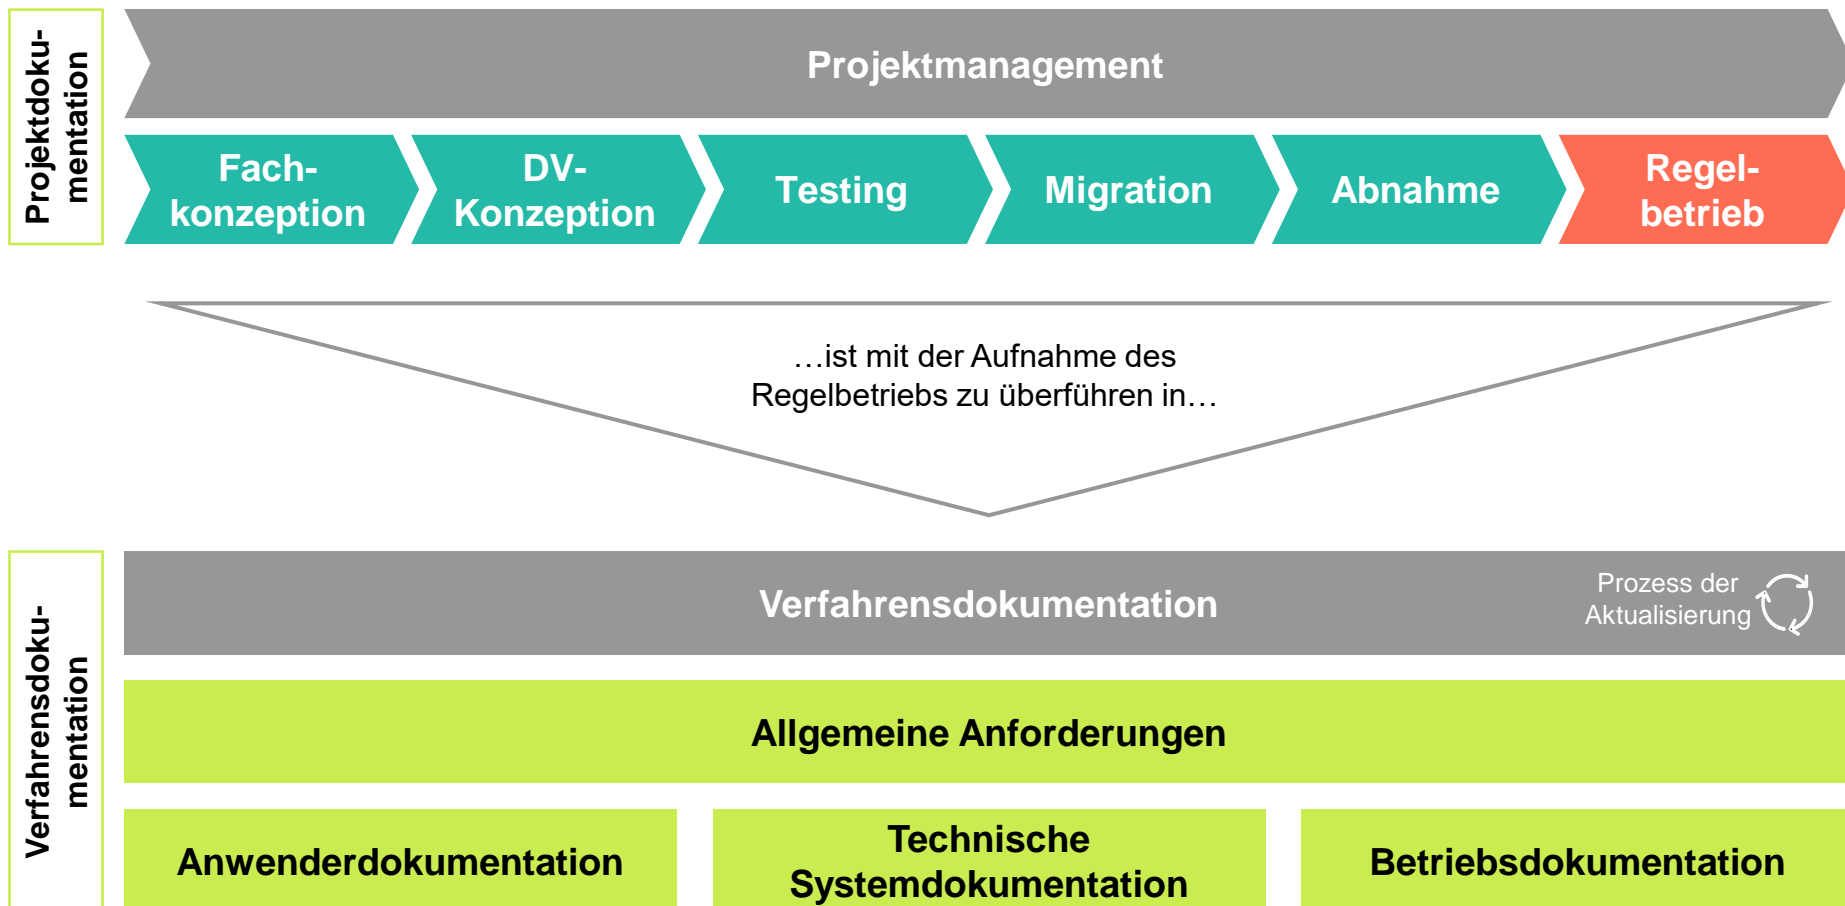 Projektdoku-
mentation
Projektmanagement
Fach-
konzeption
DV-
Konzeption
Testing
Migration
Abnahme
Regel-
betrieb
…ist mit der Aufnahme des
Regelbetriebs zu überführen in…
Verfahrensdoku-
mentation
Verfahrensdokumentation
Prozess der
Aktualisierung
Allgemeine Anforderungen
Anwenderdokumentation
Technische
Systemdokumentation
Betriebsdokumentation